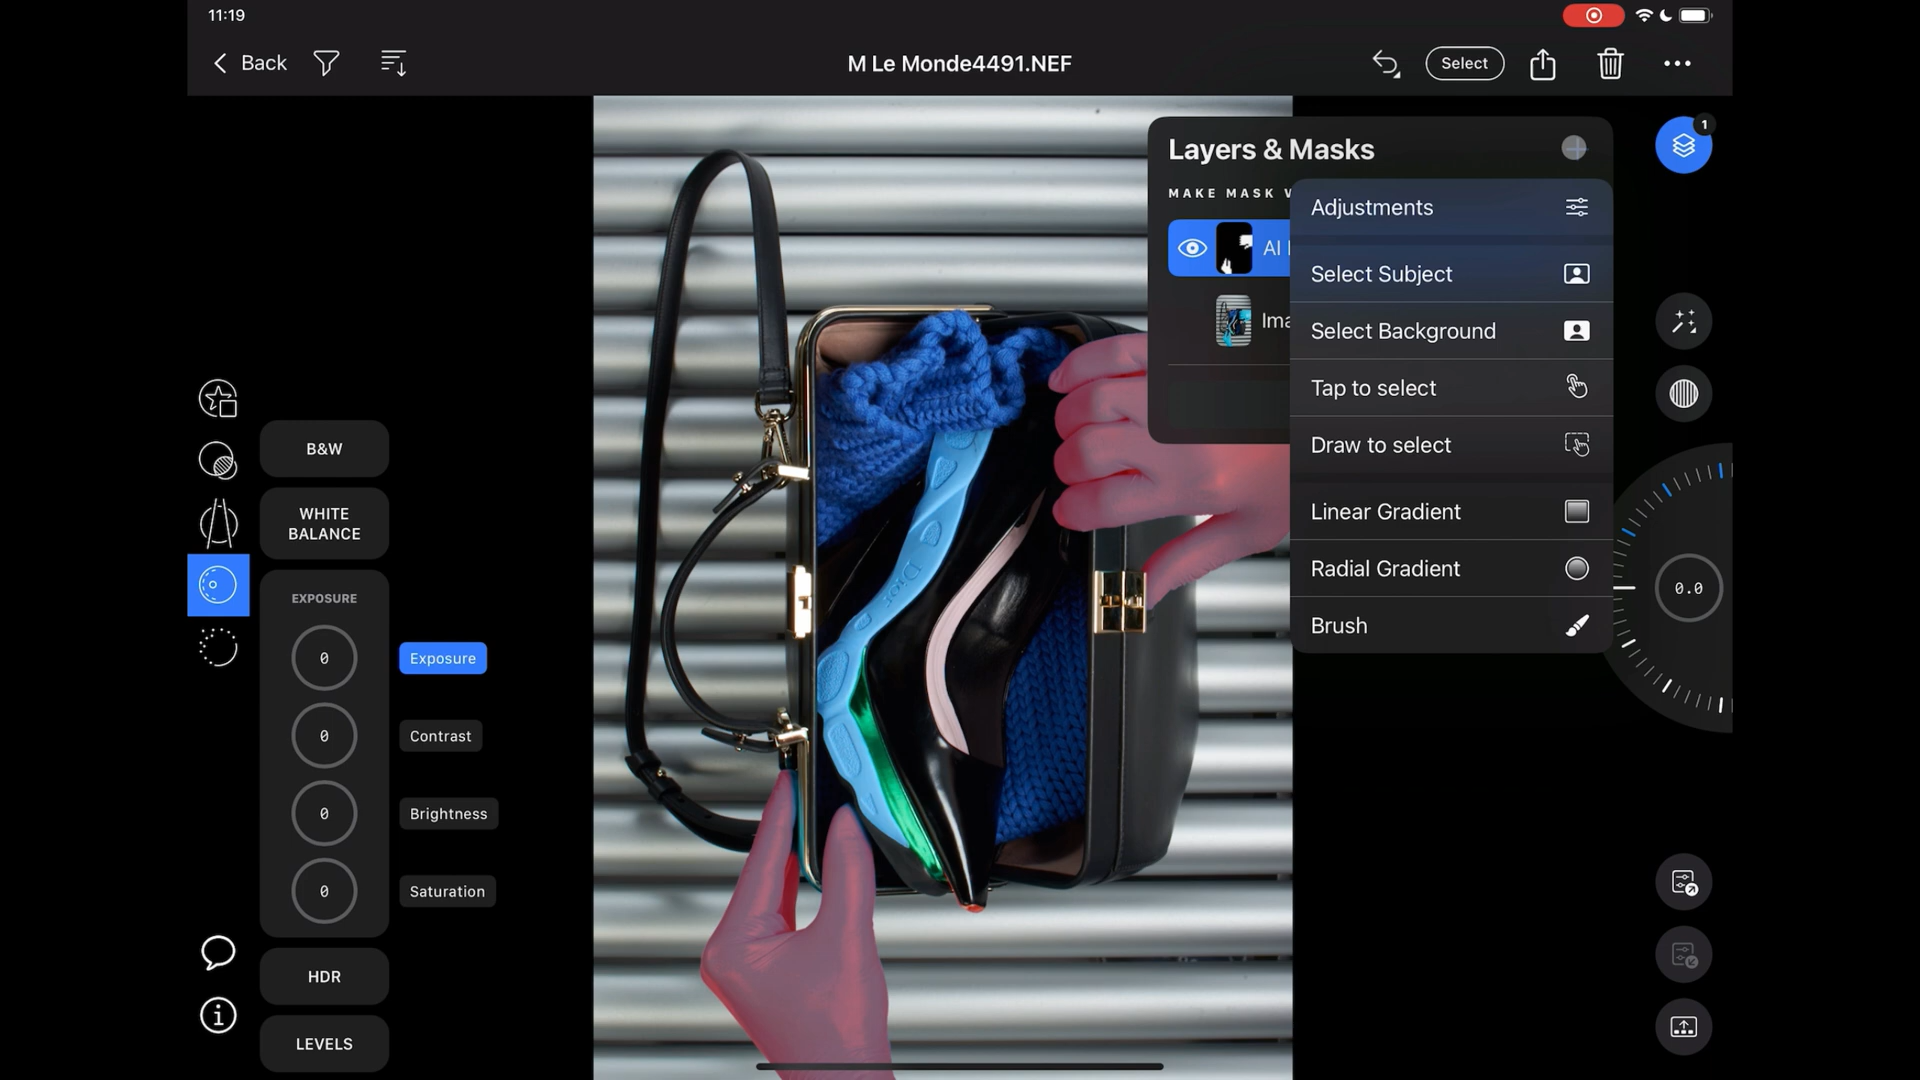 11:19
Back
M Le Monde4491.NEF
Select
1
Layers & Masks
MAKE MASK
AI
Ima
Adjustments
Select Subject
Select Background
Tap to select
Draw to select
Linear Gradient
Radial Gradient
Brush
0.0
B&W
WHITE
BALANCE
EXPOSURE
0
Exposure
0
Contrast
0
Brightness
0
Saturation
HDR
LEVELS
Dior